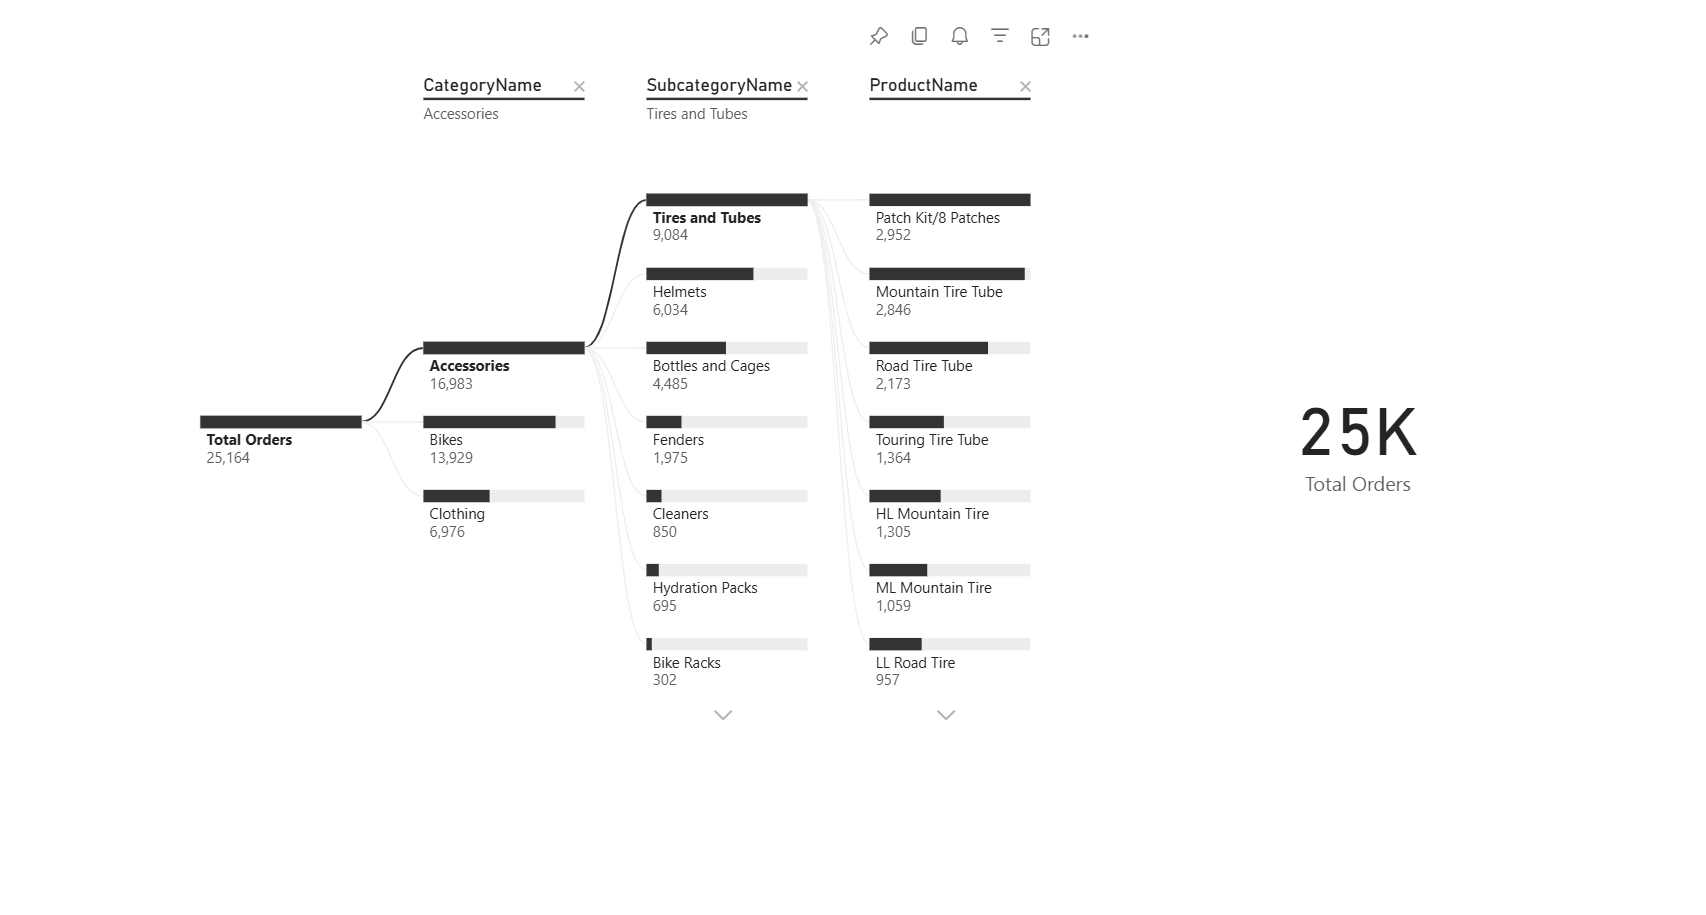 CategoryName
Accessories
SubcategoryName
Tires and Tubes
ProductName
Total Orders
25,164
Accessories
16,983
Bikes
13,929
Clothing
6,976
Tires and Tubes
9,084
Helmets
6,034
Bottles and Cages
4,485
Fenders
1,975
Cleaners
850
Hydration Packs
695
Bike Racks
302
Patch Kit/8 Patches
2,952
Mountain Tire Tube
2,846
Road Tire Tube
2,173
Touring Tire Tube
1,364
HL Mountain Tire
1,305
ML Mountain Tire
1,059
LL Road Tire
957
25K
Total Orders